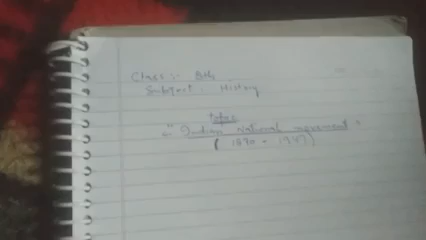 Class :- 8th
Subject : History
Topic
" Indian National movement "
( 1870 - 1947)